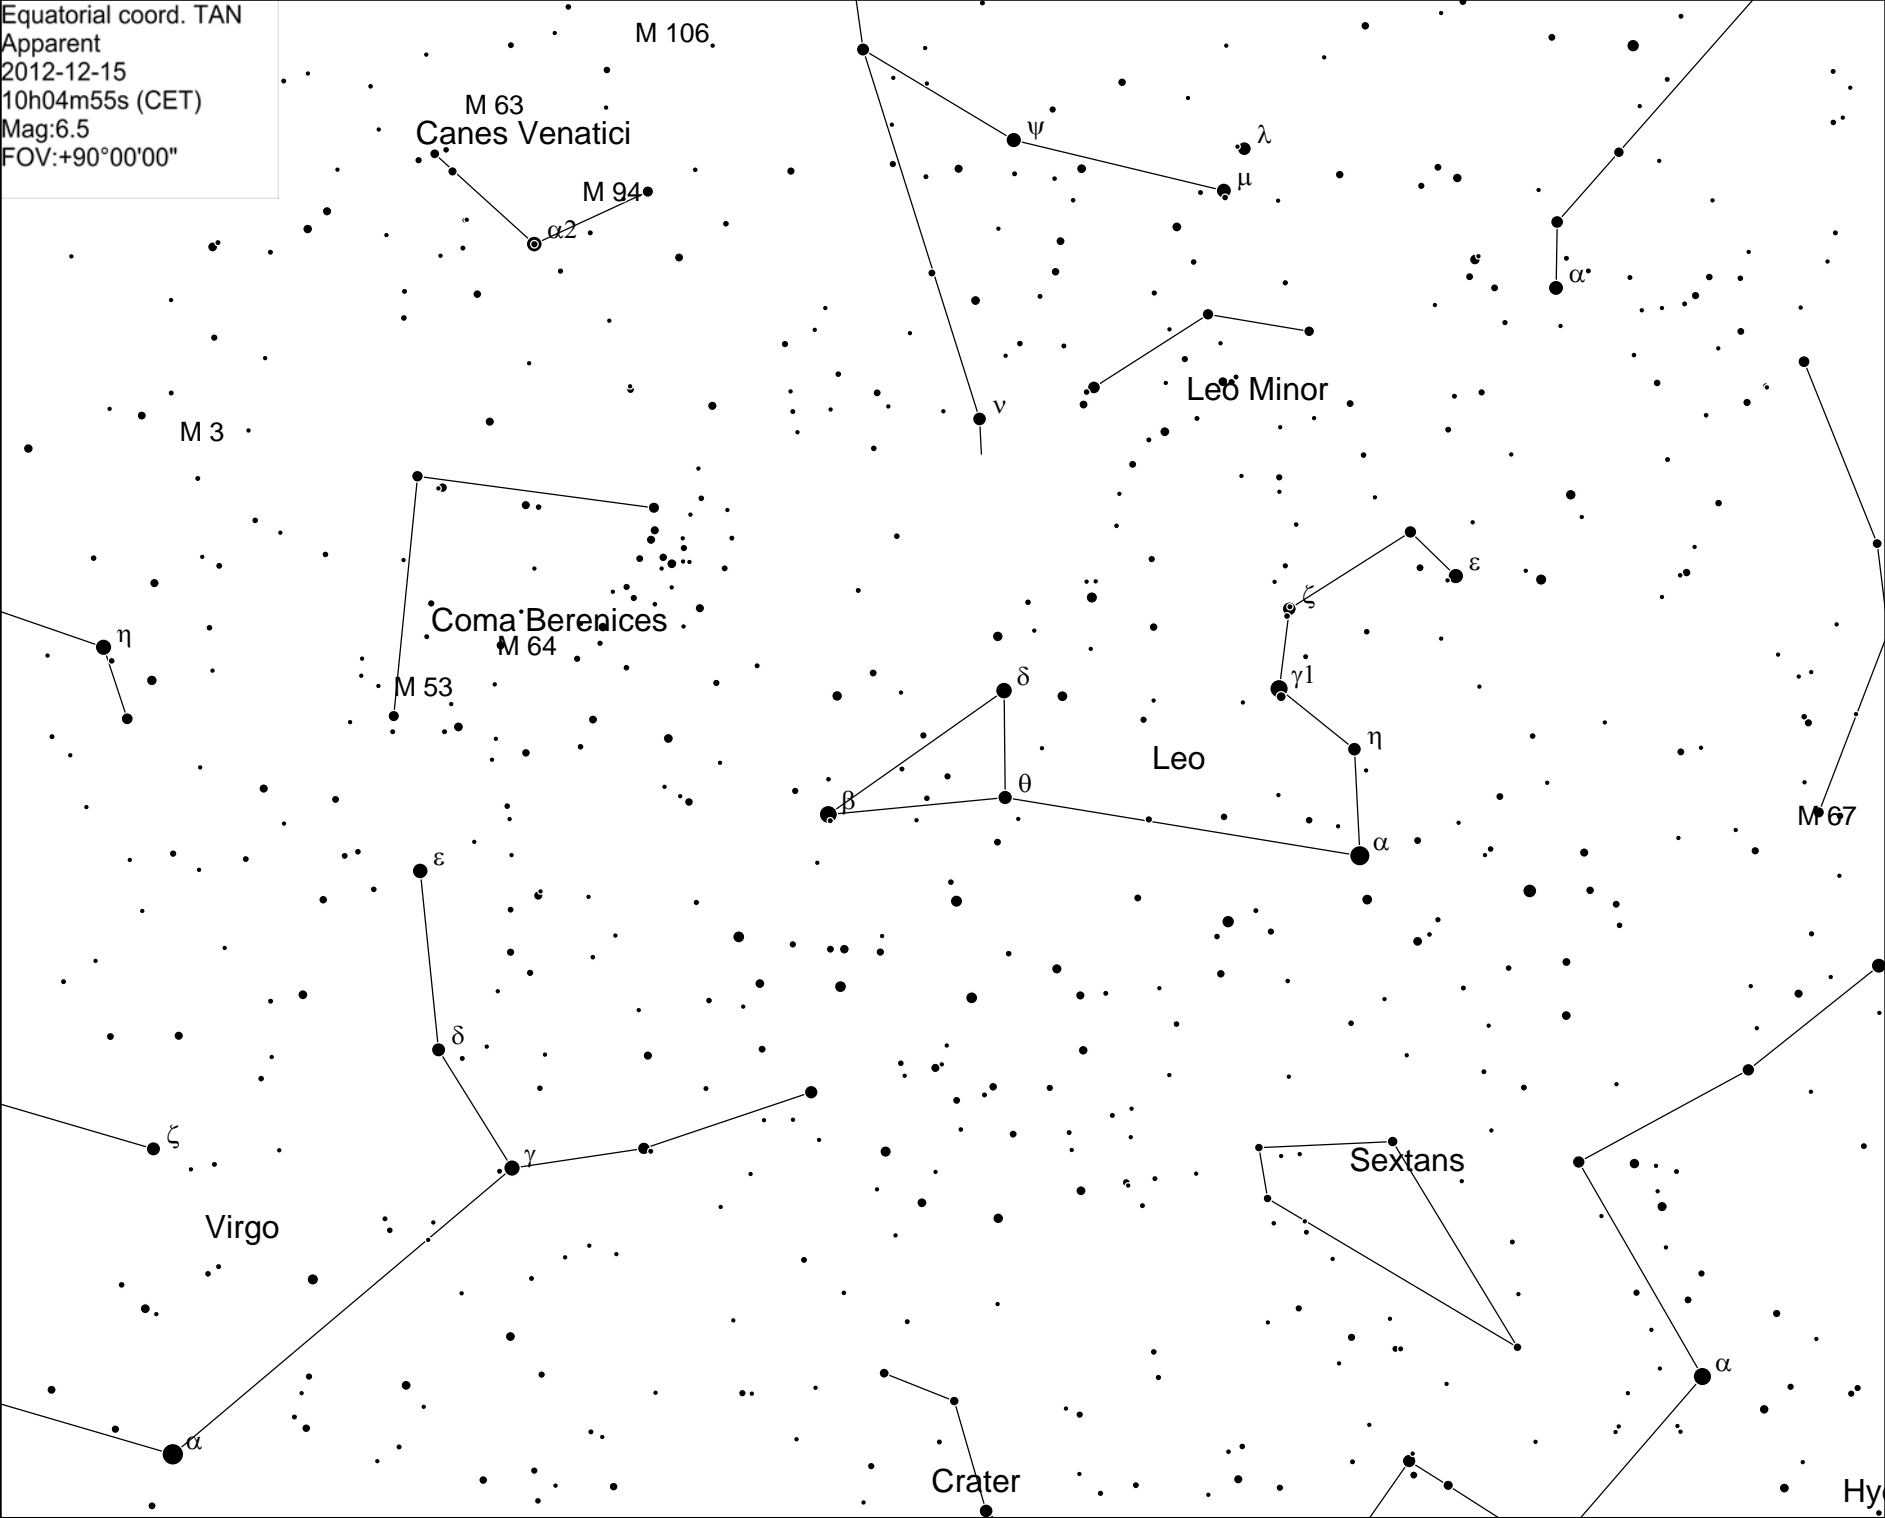 Equatorial coord. TAN
Apparent
2012-12-15
10h04m55s (CET)
Mag:6.5
FOV:+90°00'00"
M 106
M 63
Canes Venatici
ψ
λ
μ
M 94
α2
α
Leo Minor
ν
M 3
ε
ζ
Coma Berenices
η
M 64
δ
γ1
M 53
η
Leo
θ
β
M 67
α
ε
δ
ζ
γ
Sextans
Virgo
α
α
Crater
Hy